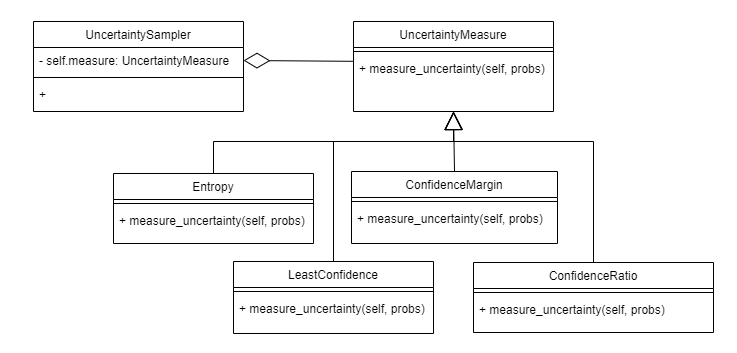 UncertaintySampler
- self.measure: UncertaintyMeasure
+
UncertaintyMeasure
+ measure_uncertainty(self, probs)
Entropy
+ measure_uncertainty(self, probs)
ConfidenceMargin
+ measure_uncertainty(self, probs)
LeastConfidence
+ measure_uncertainty(self, probs)
ConfidenceRatio
+ measure_uncertainty(self, probs)